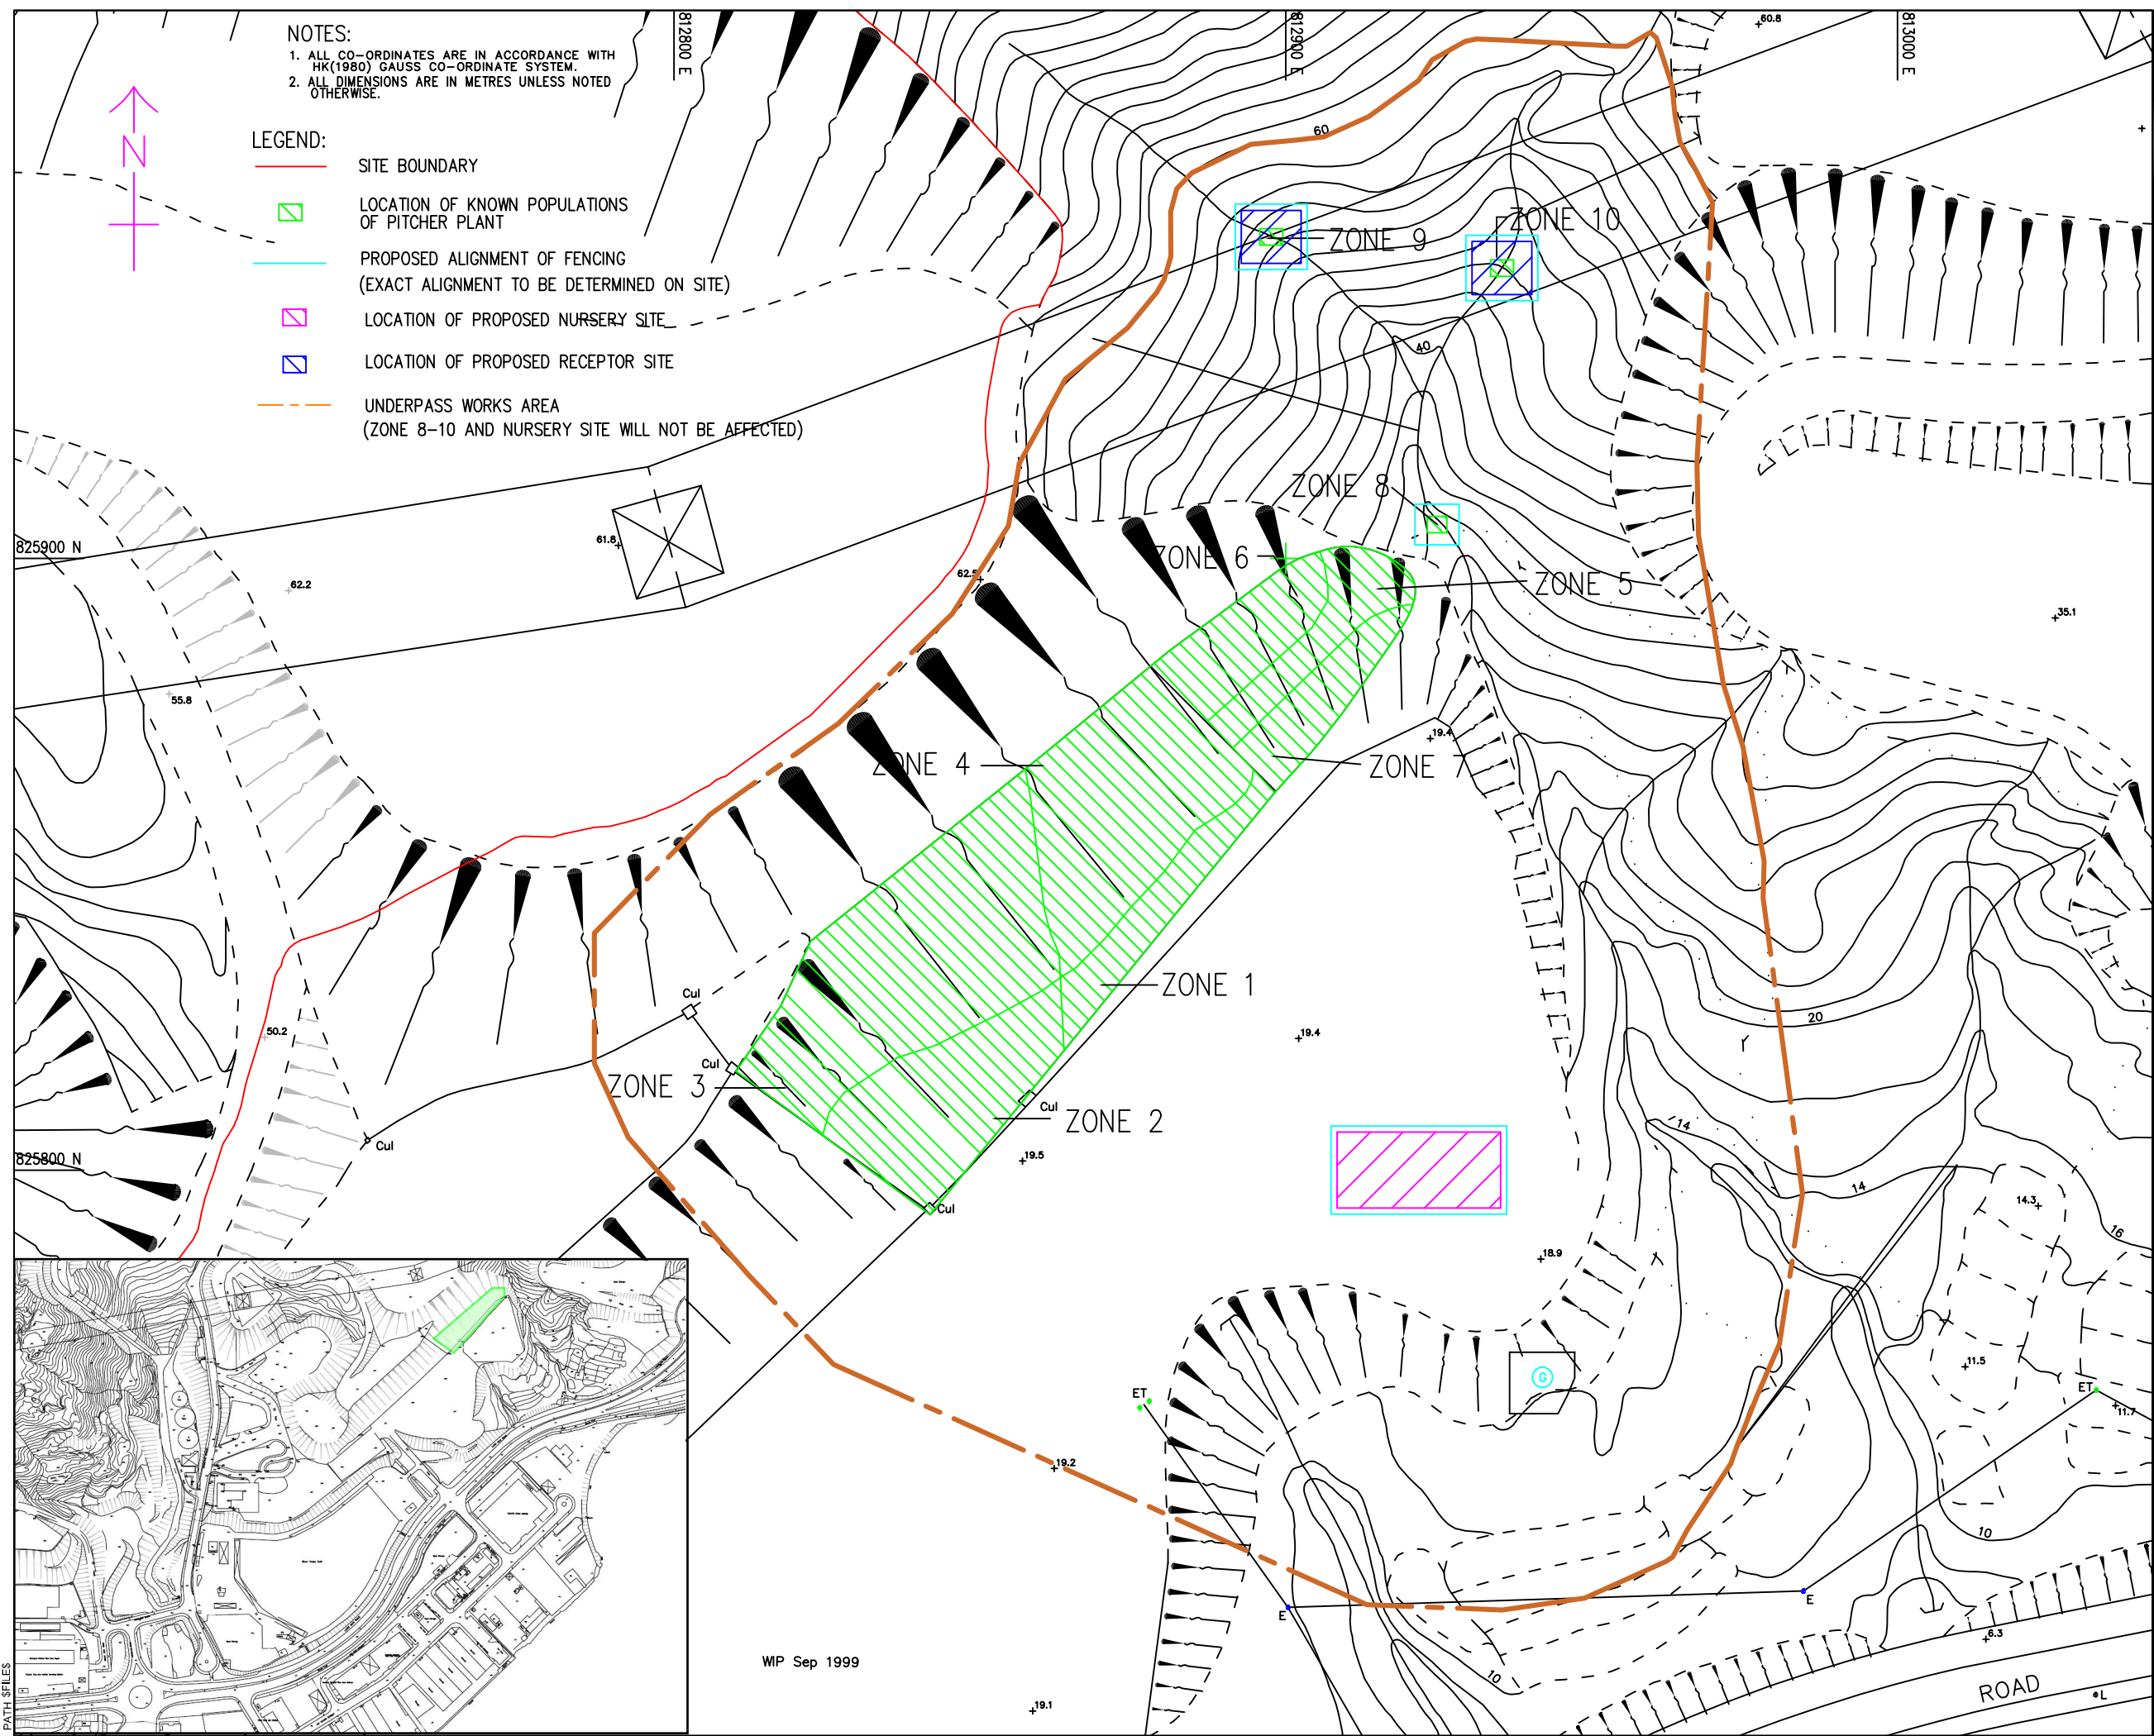 812800 E
812900 E
813000 E
60.8
NOTES:
1. ALL CO-ORDINATES ARE IN ACCORDANCE WITH
HK(1980) GAUSS CO-ORDINATE SYSTEM.
2. ALL DIMENSIONS ARE IN METRES UNLESS NOTED
OTHERWISE.
N
LEGEND:
SITE BOUNDARY
LOCATION OF KNOWN POPULATIONS
OF PITCHER PLANT
PROPOSED ALIGNMENT OF FENCING
(EXACT ALIGNMENT TO BE DETERMINED ON SITE)
LOCATION OF PROPOSED NURSERY SITE
LOCATION OF PROPOSED RECEPTOR SITE
UNDERPASS WORKS AREA
(ZONE 8-10 AND NURSERY SITE WILL NOT BE AFFECTED)
60
ZONE 9
ZONE 10
40
ZONE 8
825900 N
61.8
62.2
62.5
ZONE 6
ZONE 5
35.1
55.8
19.4
ZONE 4
ZONE 7
Cul
ZONE 1
50.2
19.4
20
Cul
ZONE 3
Cul
ZONE 2
14
Cul
825800 N
19.5
14
14.3
Cul
16
18.9
11.5
G
ET
ET
11.7
19.2
10
E
E
6.3
WIP Sep 1999
10
19.1
ROAD
L
PATH $FILES